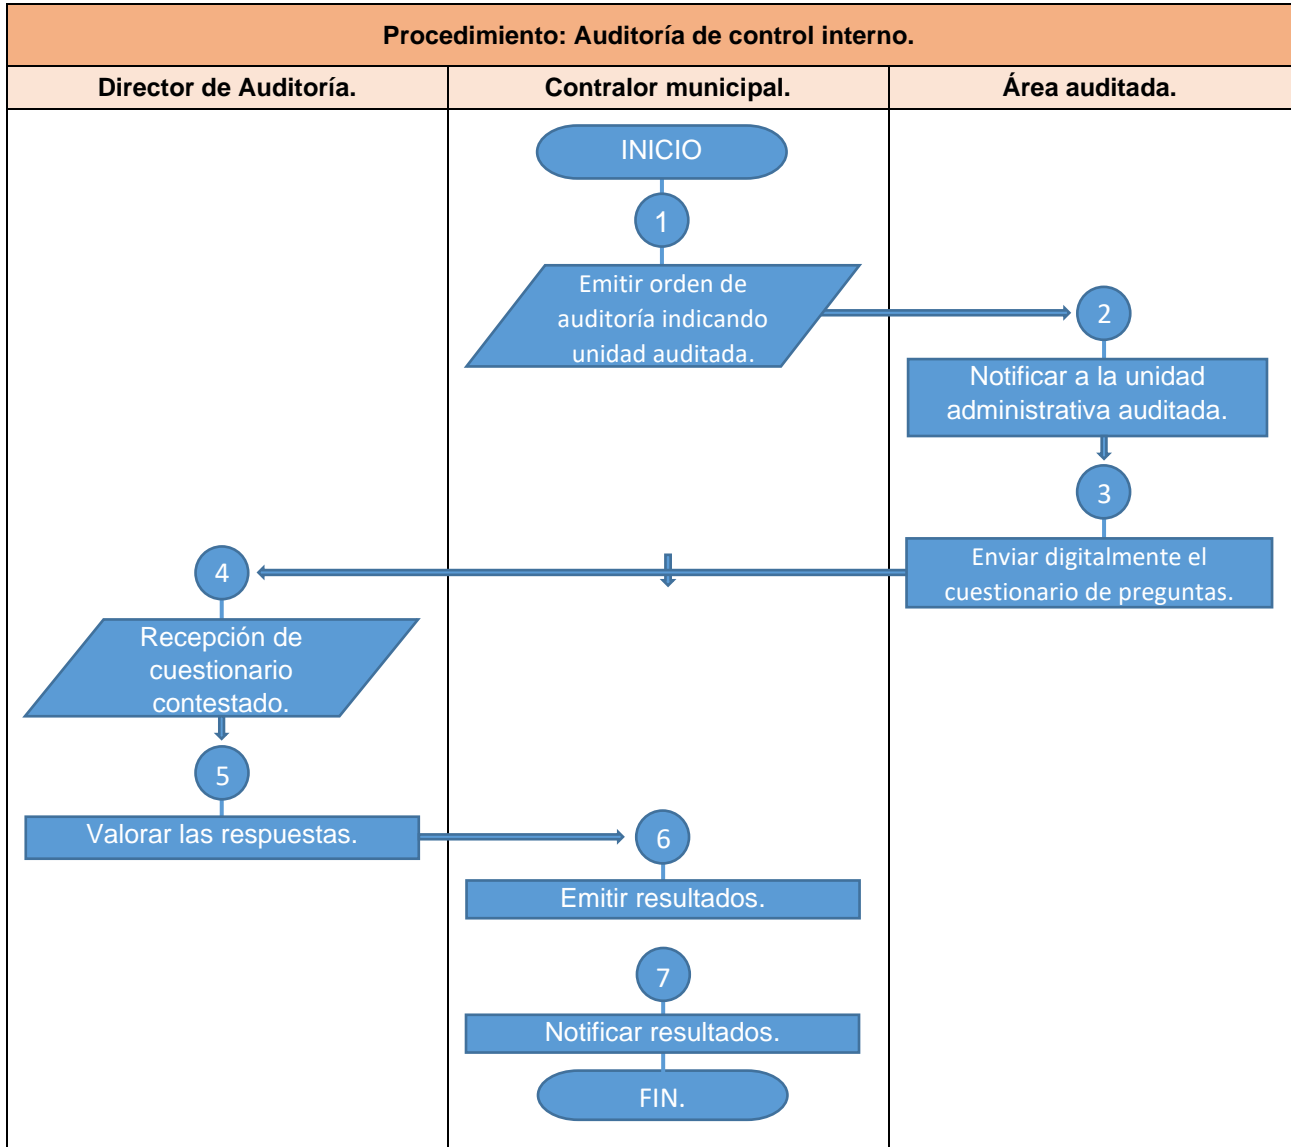 Procedimiento: Auditoría de control interno.
Director de Auditoría.
Contralor municipal.
Área auditada.
INICIO
1
Emitir orden de
auditoría indicando
unidad auditada.
2
Notificar a la unidad
administrativa auditada.
3
Enviar digitalmente el
cuestionario de preguntas.
4
Recepción de
cuestionario
contestado.
5
Valorar las respuestas.
6
Emitir resultados.
7
Notificar resultados.
FIN.